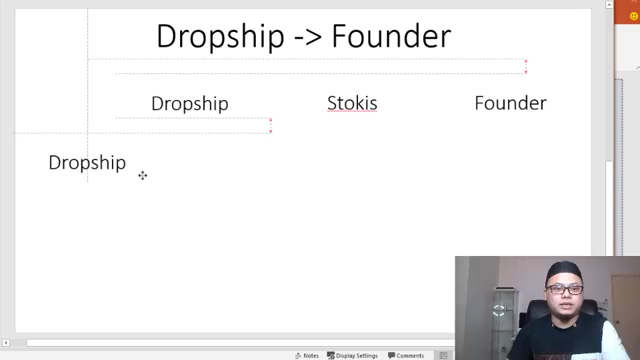 Dropship -> Founder
Dropship Stokis Founder
Dropship
Notes Display Settings Comments